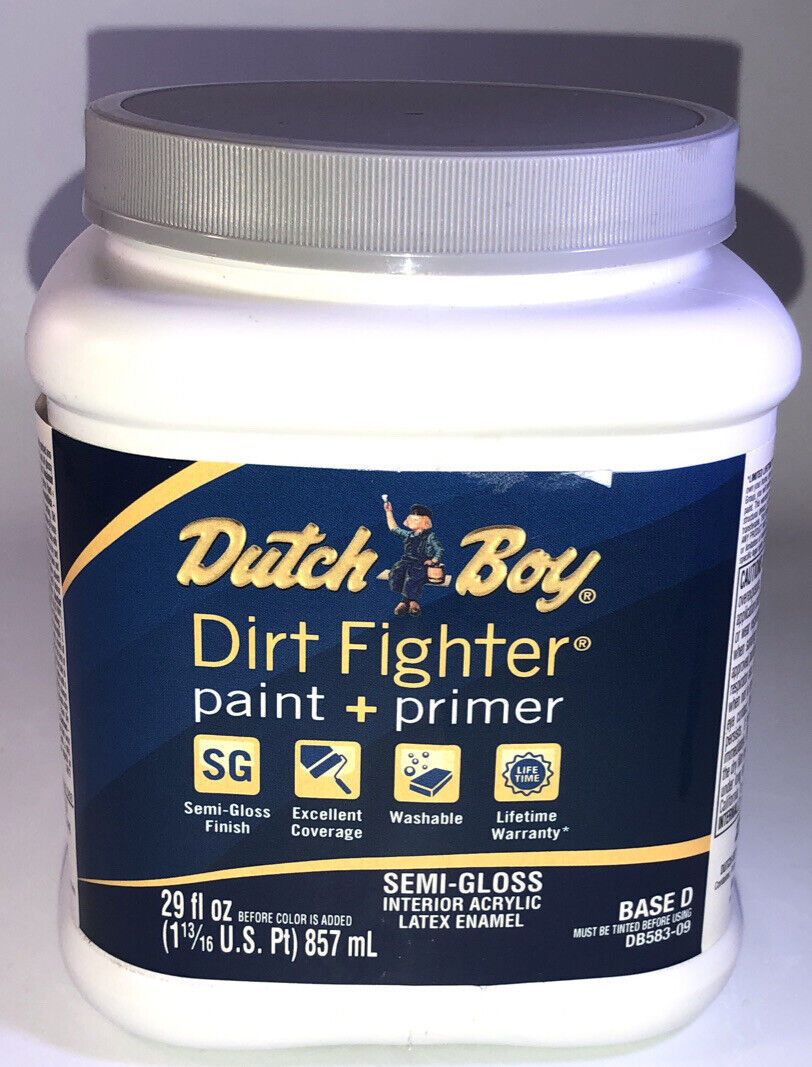 Dutch Boy®
Dirt Fighter®
paint + primer
SG
LIFE
TIME
Semi-Gloss
Finish
Excellent
Coverage
Washable
Lifetime
Warranty*
29 fl oz BEFORE COLOR IS ADDED
(1 13/16 U.S. Pt) 857 mL
SEMI-GLOSS
INTERIOR ACRYLIC
LATEX ENAMEL
BASE D
MUST BE TINTED BEFORE USING
DB583-09